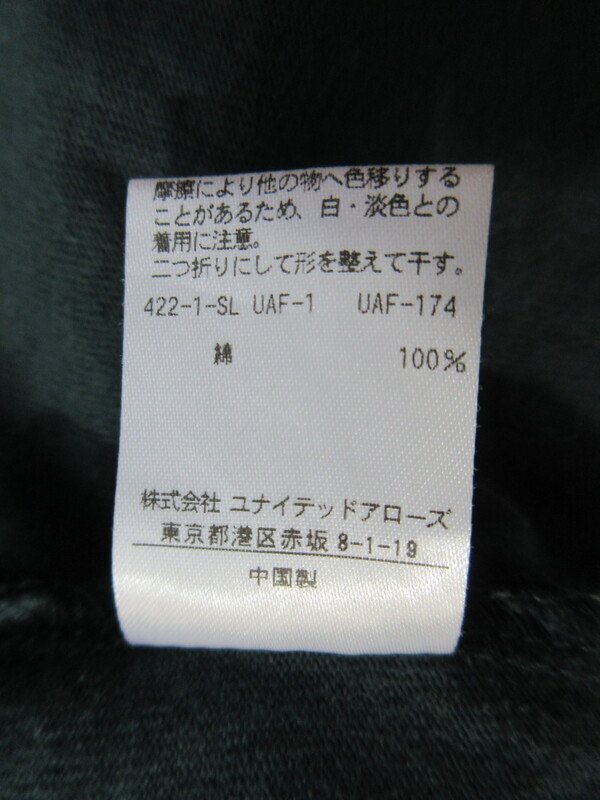 摩擦により他の物へ色移りする
ことがあるため、白・淡色との
着用に注意。
二つ折りにして形を整えて干す。
422-1-SL UAF-1 UAF-174
綿 100%
株式会社 ユナイテッドアローズ
東京都港区赤坂 8-1-19
中国製